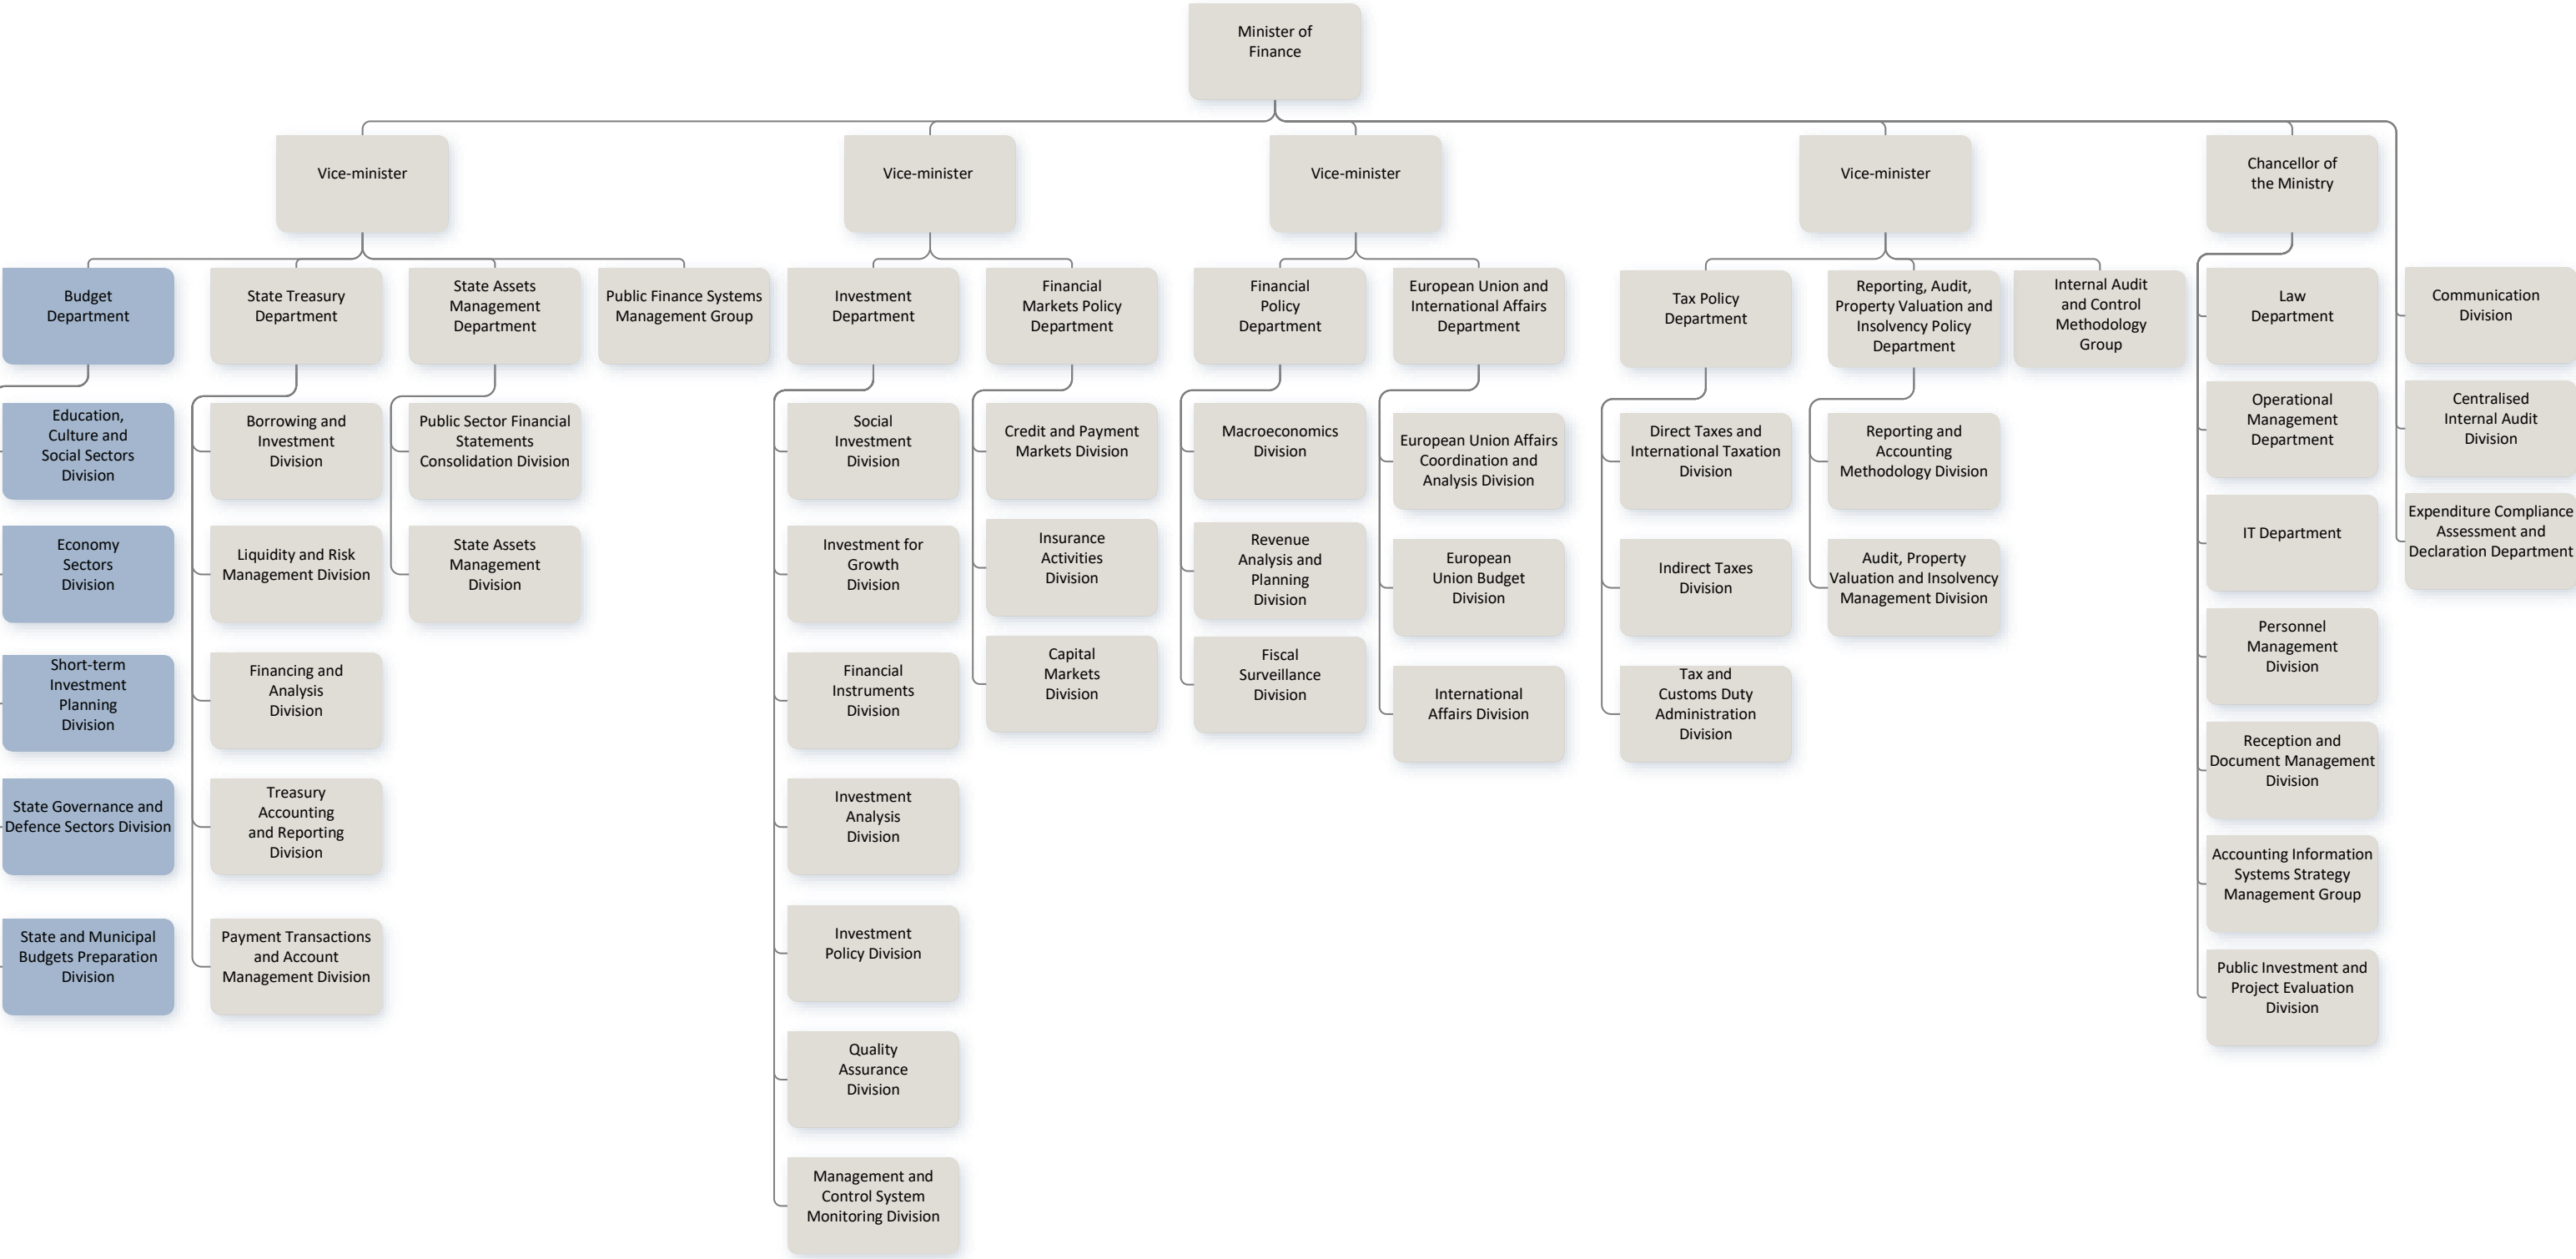 Minister of
Finance
Vice-minister
Vice-minister
Vice-minister
Vice-minister
Chancellor of
the Ministry
Budget
Department
State Treasury
Department
State Assets
Management
Department
Public Finance Systems
Management Group
Investment
Department
Financial
Markets Policy
Department
Financial
Policy
Department
European Union and
International Affairs
Department
Tax Policy
Department
Reporting, Audit,
Property Valuation and
Insolvency Policy
Department
Internal Audit
and Control
Methodology
Group
Law
Department
Communication
Division
Education,
Culture and
Social Sectors
Division
Economy
Sectors
Division
Short-term
Investment
Planning
Division
State Governance and
Defence Sectors Division
State and Municipal
Budgets Preparation
Division
Borrowing and
Investment
Division
Liquidity and Risk
Management Division
Financing and
Analysis
Division
Treasury
Accounting
and Reporting
Division
Payment Transactions
and Account
Management Division
Public Sector Financial
Statements
Consolidation Division
State Assets
Management
Division
Social
Investment
Division
Investment for
Growth
Division
Financial
Instruments
Division
Investment
Analysis
Division
Investment
Policy Division
Quality
Assurance
Division
Management and
Control System
Monitoring Division
Credit and Payment
Markets Division
Insurance
Activities
Division
Capital
Markets
Division
Macroeconomics
Division
Revenue
Analysis and
Planning
Division
Fiscal
Surveillance
Division
European Union Affairs
Coordination and
Analysis Division
European
Union Budget
Division
International
Affairs Division
Direct Taxes and
International Taxation
Division
Indirect Taxes
Division
Tax and
Customs Duty
Administration
Division
Reporting and
Accounting
Methodology Division
Audit, Property
Valuation and Insolvency
Management Division
Operational
Management
Department
IT Department
Personnel
Management
Division
Reception and
Document Management
Division
Accounting Information
Systems Strategy
Management Group
Public Investment and
Project Evaluation
Division
Centralised
Internal Audit
Division
Expenditure Compliance
Assessment and
Declaration Department